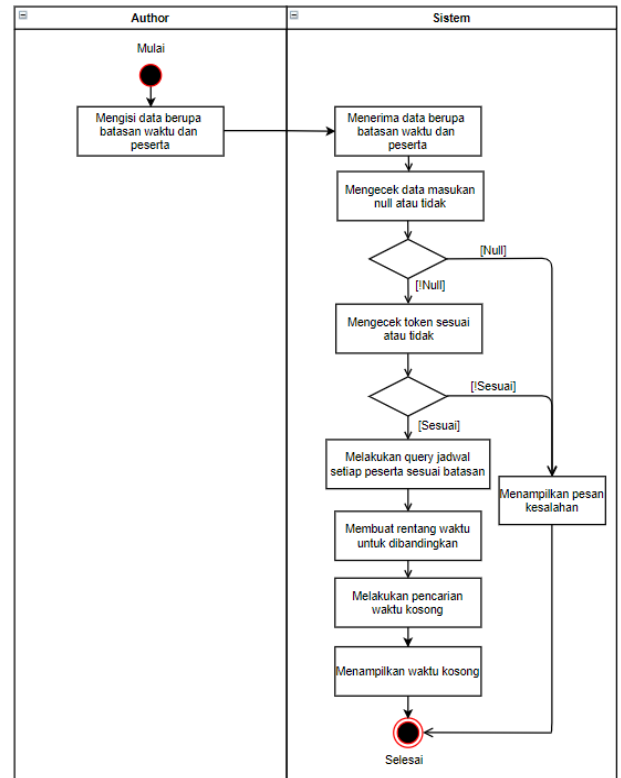 Author
Sistem
Mulai
Mengisi data berupa
batasan waktu dan
peserta
Menerima data berupa
batasan waktu dan
peserta
Mengecek data masukan
null atau tidak
[Null]
[!Null]
Mengecek token sesuai
atau tidak
[!Sesuai]
[Sesuai]
Melakukan query jadwal
setiap peserta sesuai batasan
Menampilkan pesan
kesalahan
Membuat rentang waktu
untuk dibandingkan
Melakukan pencarian
waktu kosong
Menampilkan waktu kosong
Selesai